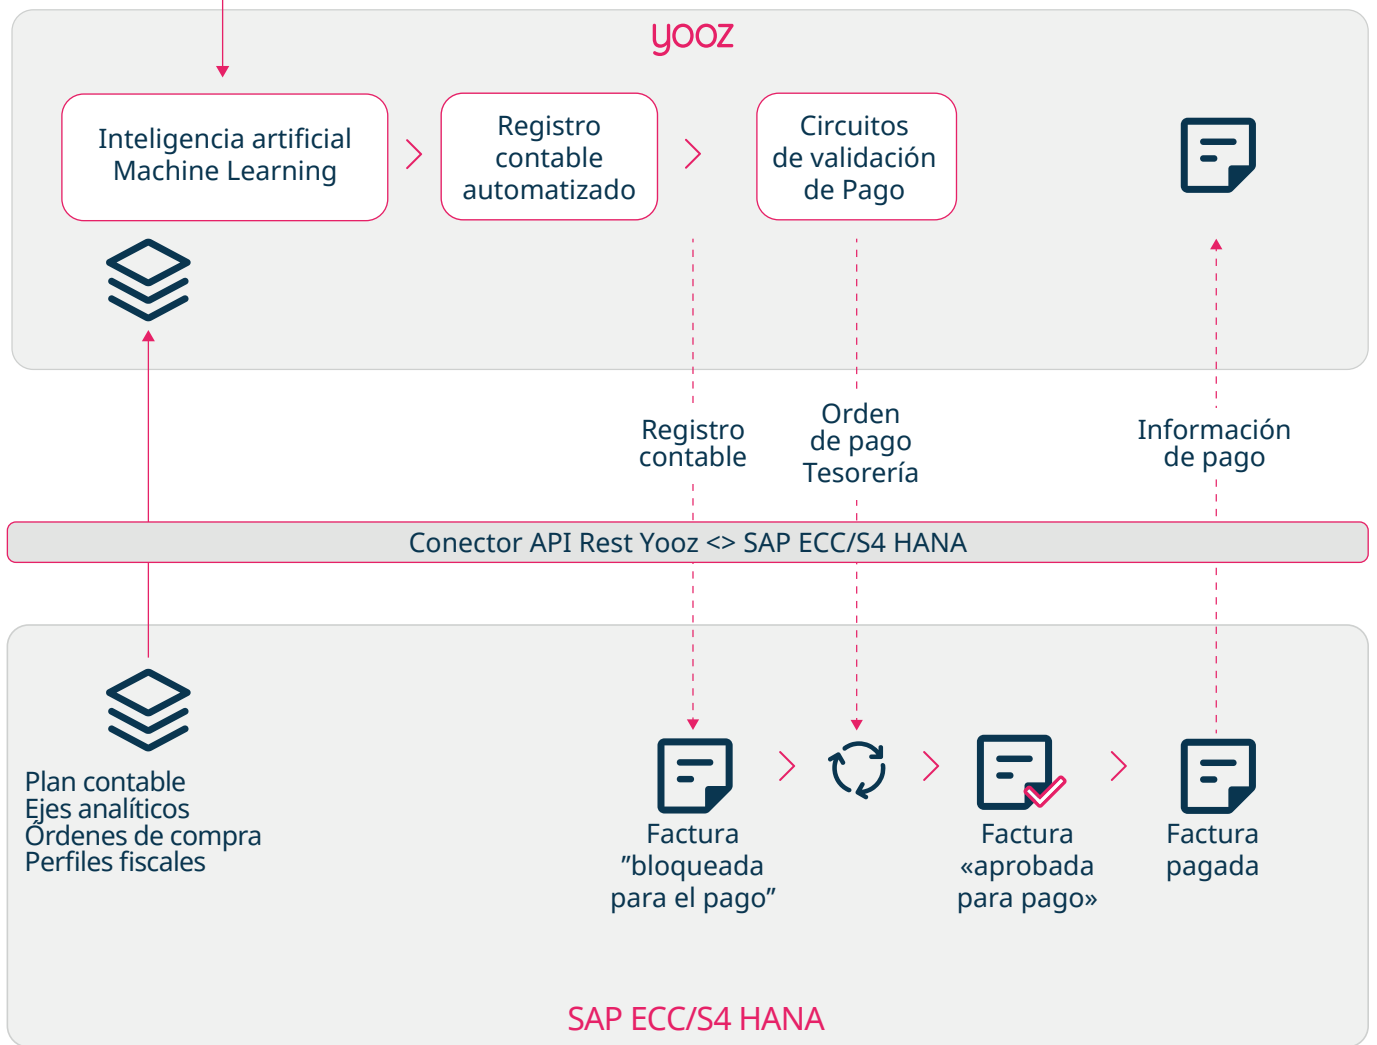 yooz
Inteligencia artificial
Machine Learning
Registro
contable
automatizado
Circuitos
de validación
de Pago
Registro
contable
Orden
de pago
Tesorería
Información
de pago
Conector API Rest Yooz <> SAP ECC/S4 HANA
Plan contable
Ejes analíticos
Órdenes de compra
Perfiles fiscales
Factura
”bloqueada
para el pago”
Factura
«aprobada
para pago»
Factura
pagada
SAP ECC/S4 HANA